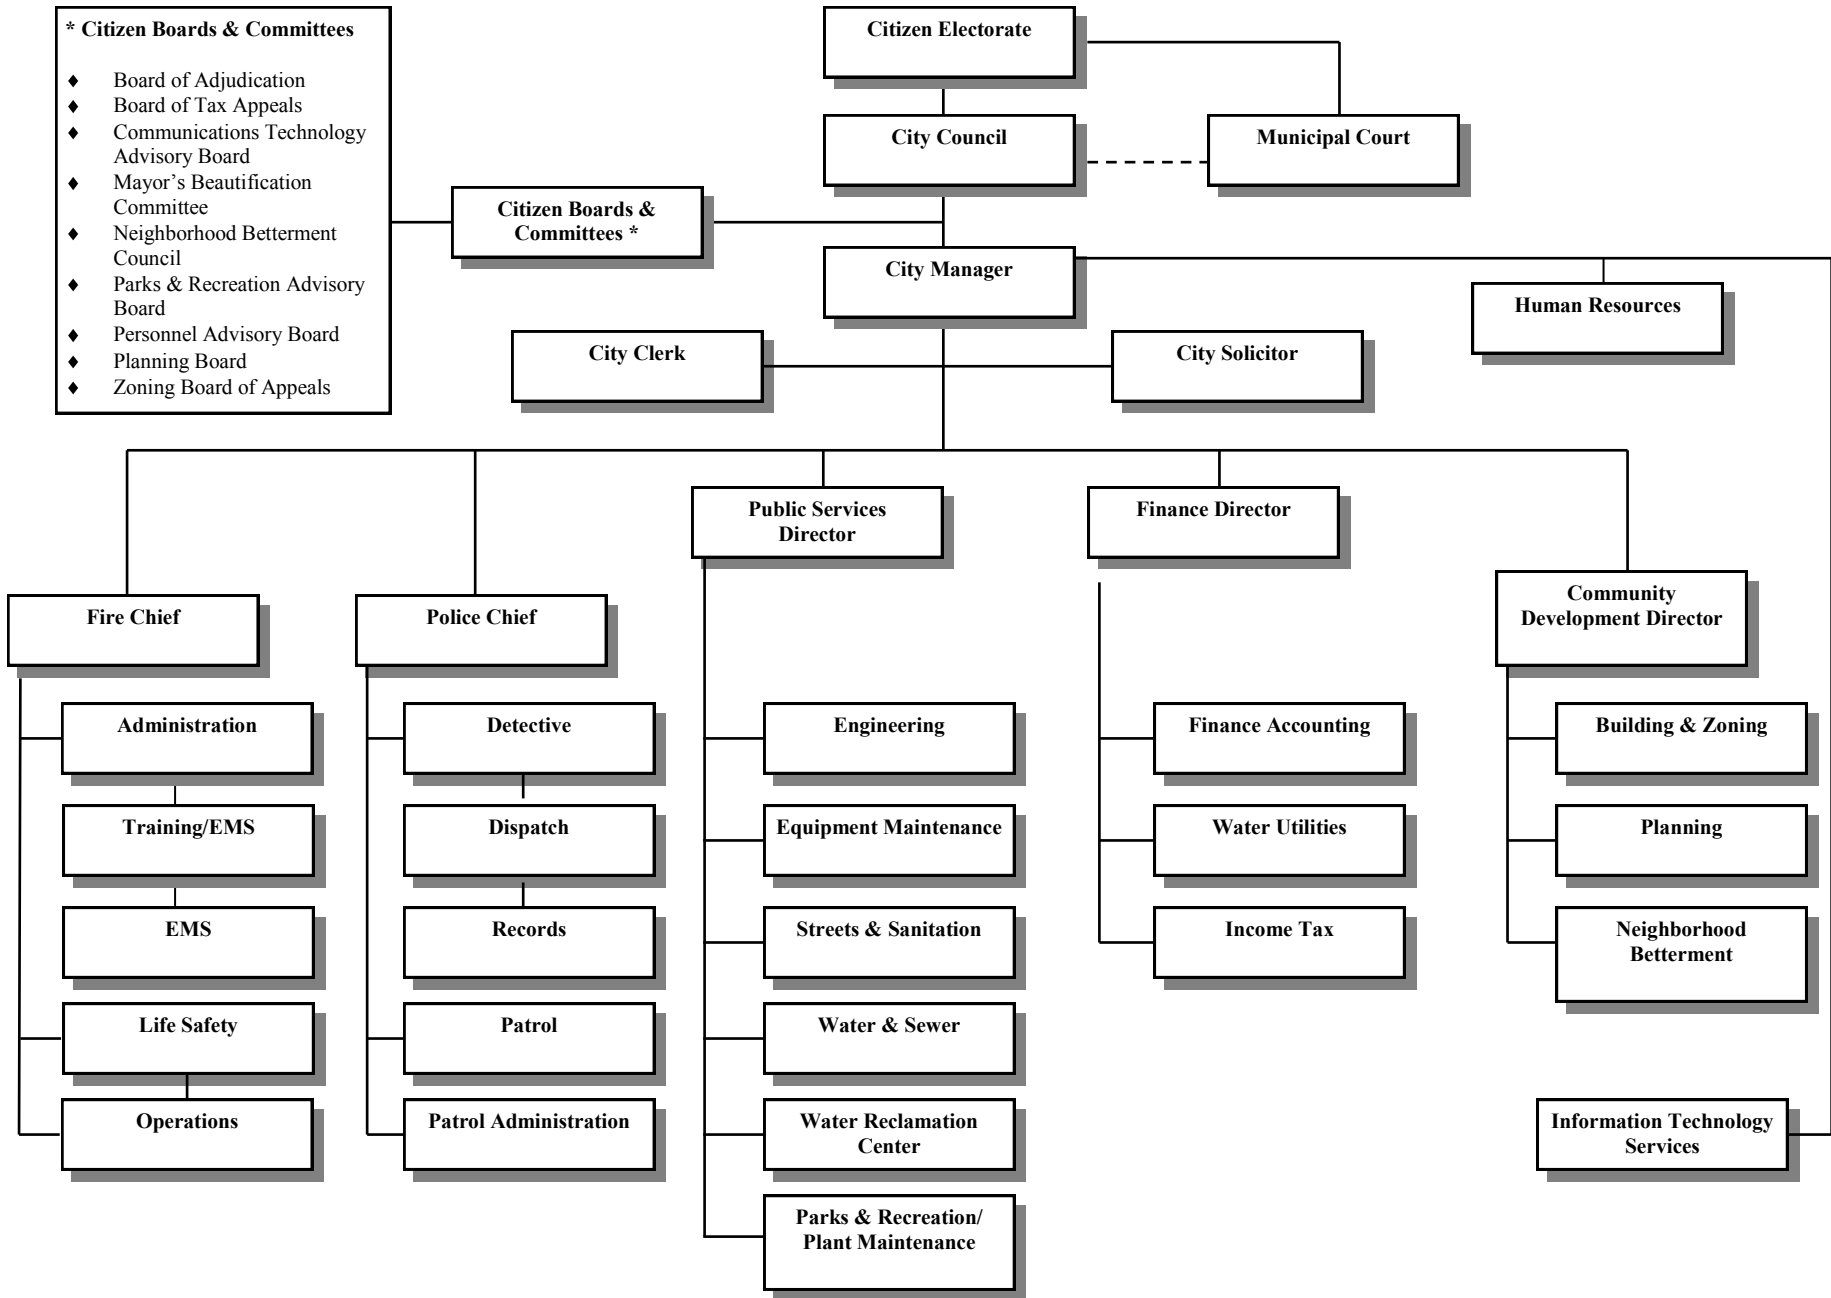 * Citizen Boards & Committees
♦ Board of Adjudication
♦ Board of Tax Appeals
♦ Communications Technology
Advisory Board
♦ Mayor’s Beautification
Committee
♦ Neighborhood Betterment
Council
♦ Parks & Recreation Advisory
Board
♦ Personnel Advisory Board
♦ Planning Board
♦ Zoning Board of Appeals
Citizen Electorate
City Council
Municipal Court
Citizen Boards &
Committees *
City Manager
Human Resources
City Clerk
City Solicitor
Public Services
Director
Finance Director
Fire Chief
Police Chief
Community
Development Director
Administration
Training/EMS
EMS
Life Safety
Operations
Detective
Dispatch
Records
Patrol
Patrol Administration
Engineering
Equipment Maintenance
Streets & Sanitation
Water & Sewer
Water Reclamation
Center
Parks & Recreation/
Plant Maintenance
Finance Accounting
Water Utilities
Income Tax
Building & Zoning
Planning
Neighborhood
Betterment
Information Technology
Services